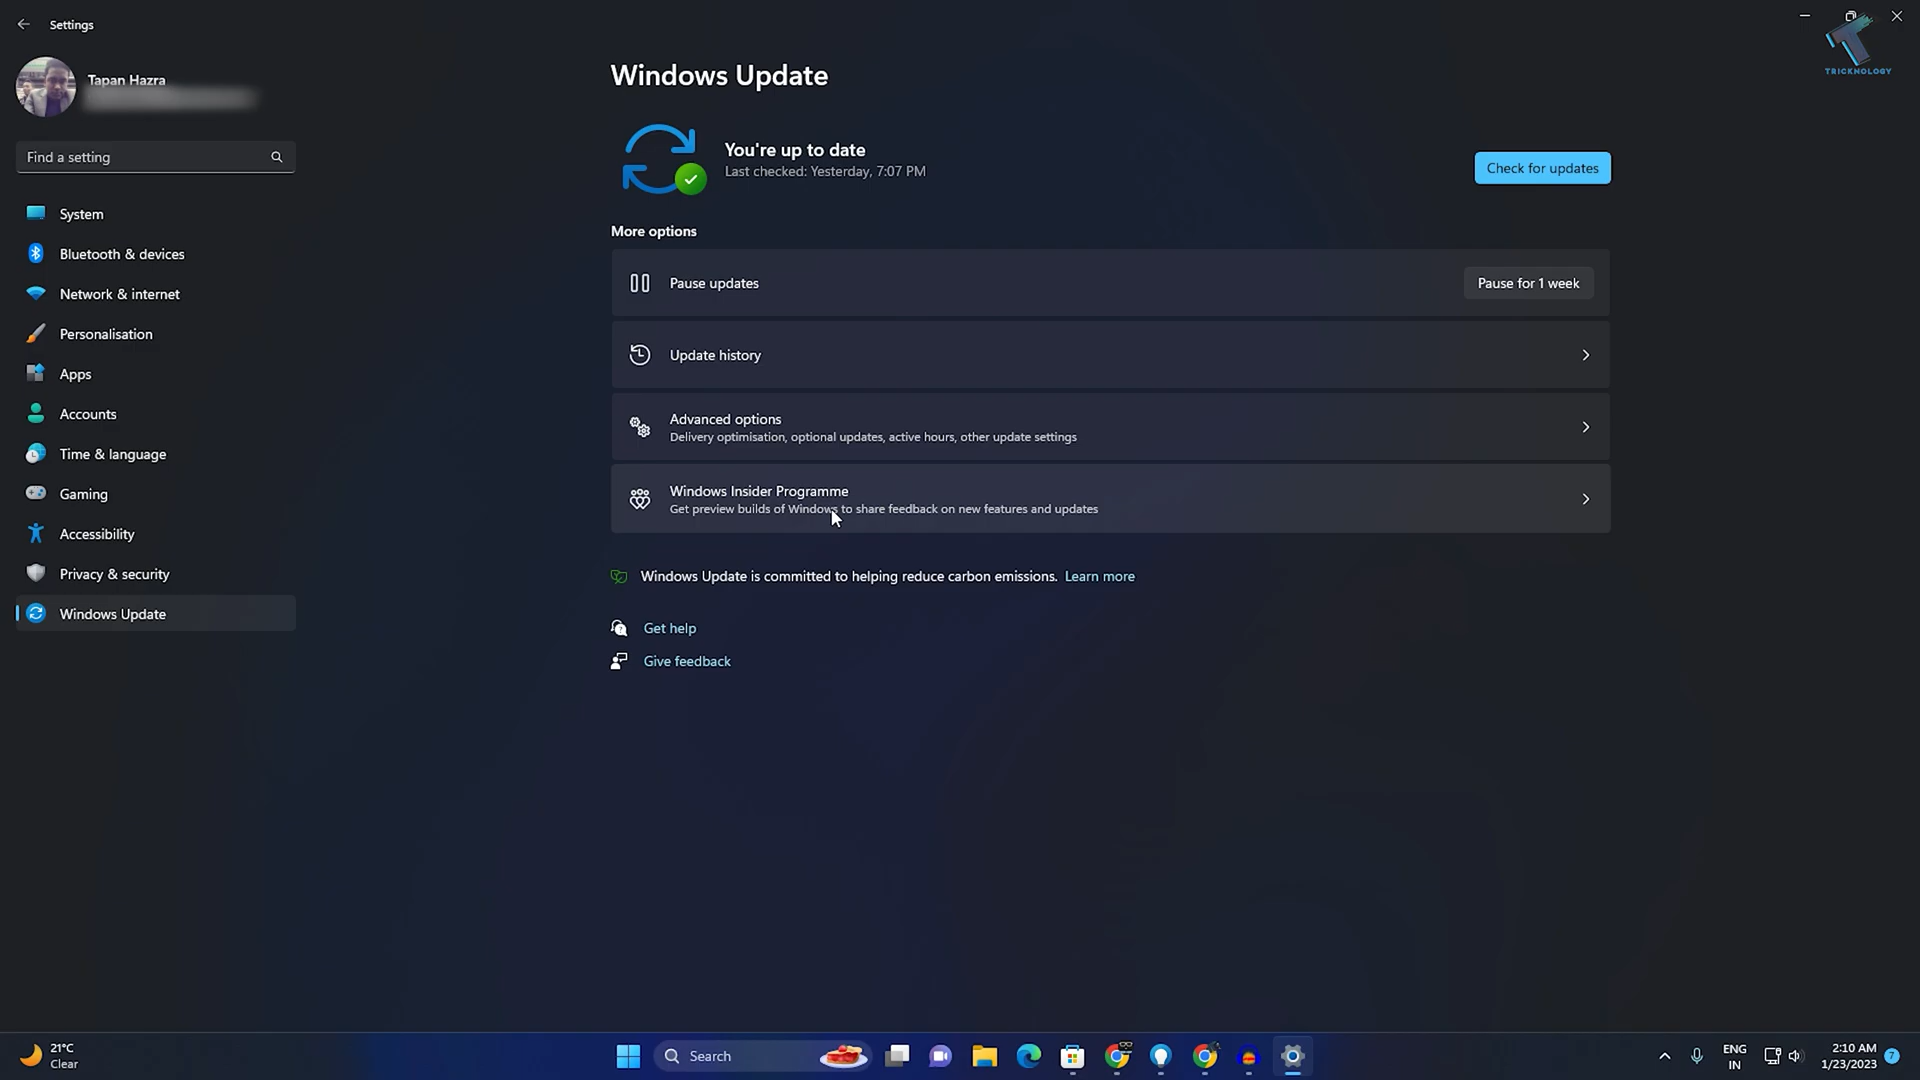 Settings
TRICKNOLOGY
Tapan Hazra
Find a setting
System
Bluetooth & devices
Network & internet
Personalisation
Apps
Accounts
Time & language
Gaming
Accessibility
Privacy & security
Windows Update
Windows Update
You're up to date
Last checked: Yesterday, 7:07 PM
Check for updates
More options
Pause updates
Pause for 1 week
Update history
Advanced options
Delivery optimisation, optional updates, active hours, other update settings
Windows Insider Programme
Get preview builds of Windows to share feedback on new features and updates
Windows Update is committed to helping reduce carbon emissions. Learn more
Get help
Give feedback
21°C
Clear
Search
ENG
IN
2:10 AM
1/23/2023
7